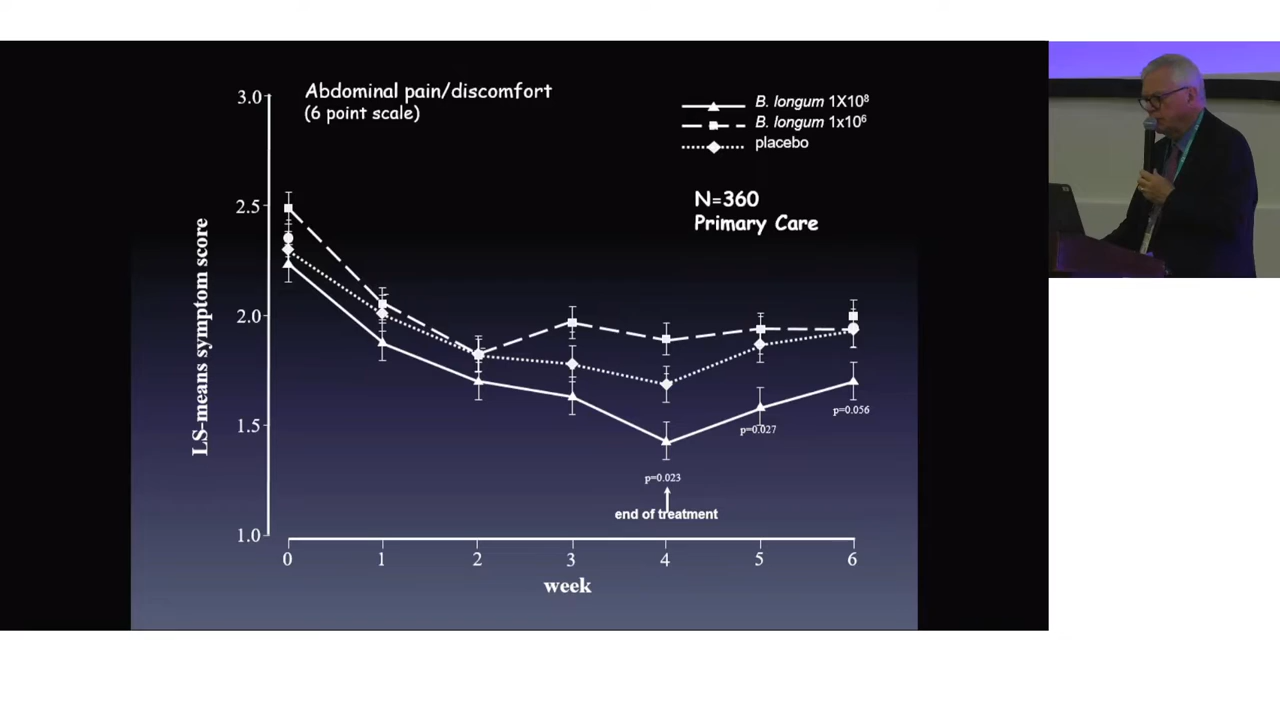 Abdominal pain/discomfort
(6 point scale)
B. longum 1X10⁸
B. longum 1x10⁶
placebo
N=360
Primary Care
LS-means symptom score
3.0
2.5
2.0
1.5
1.0
p=0.023
p=0.027
p=0.056
end of treatment
0 1 2 3 4 5 6
week